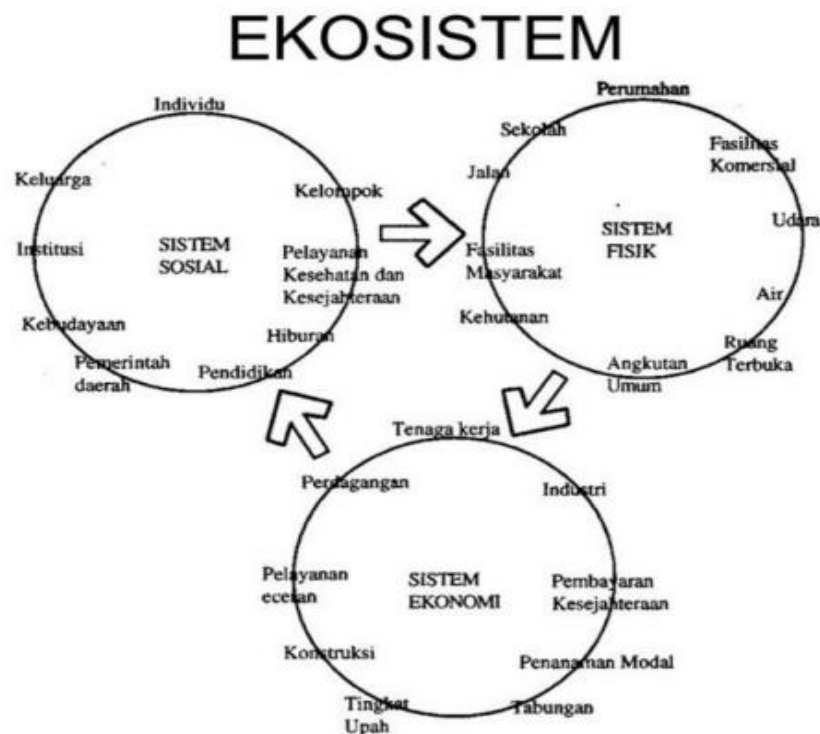 EKOSISTEM
Individu
Keluarga
Kelompok
Institusi
SISTEM
SOSIAL
Pelayanan
Kesehatan dan
Kesejahteraan
Kebudayaan
Hiburan
Pemerintah
daerah
Pendidikan
Perumahan
Sekolah
Fasilitas
Komersial
Jalan
Udara
SISTEM
FISIK
Fasilitas
Masyarakat
Air
Kehutanan
Ruang
Terbuka
Angkutan
Umum
Tenaga kerja
Perdagangan
Industri
Pelayanan
eceran
SISTEM
EKONOMI
Pembayaran
Kesejahteraan
Konstruksi
Penanaman Modal
Tingkat
Upah
Tabungan